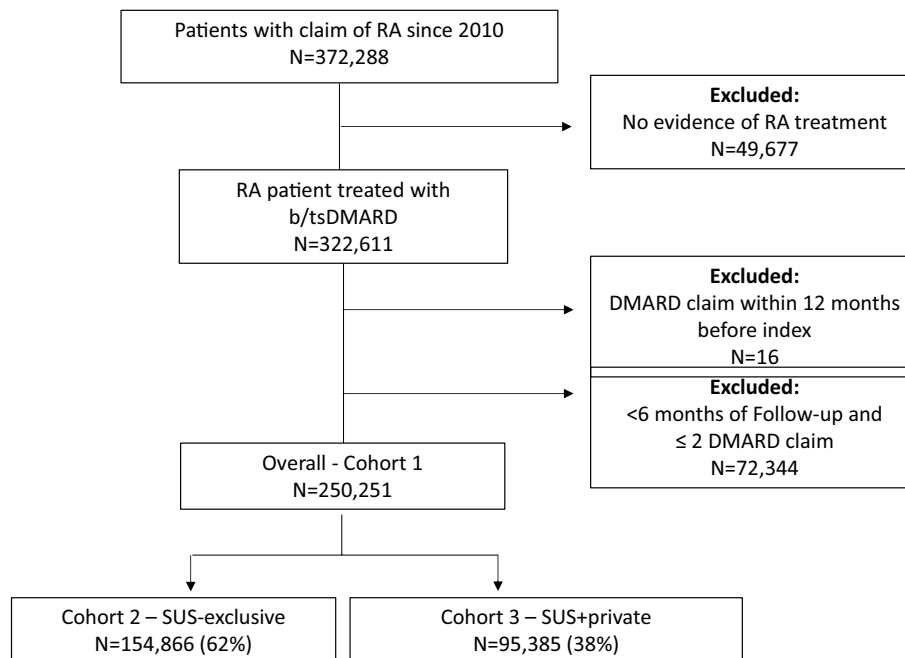 Patients with claim of RA since 2010
N=372,288
Excluded:
No evidence of RA treatment
N=49,677
RA patient treated with
b/tsDMARD
N=322,611
Excluded:
DMARD claim within 12 months
before index
N=16
Excluded:
<6 months of Follow-up and
≤ 2 DMARD claim
N=72,344
Overall - Cohort 1
N=250,251
Cohort 2 – SUS-exclusive
N=154,866 (62%)
Cohort 3 – SUS+private
N=95,385 (38%)